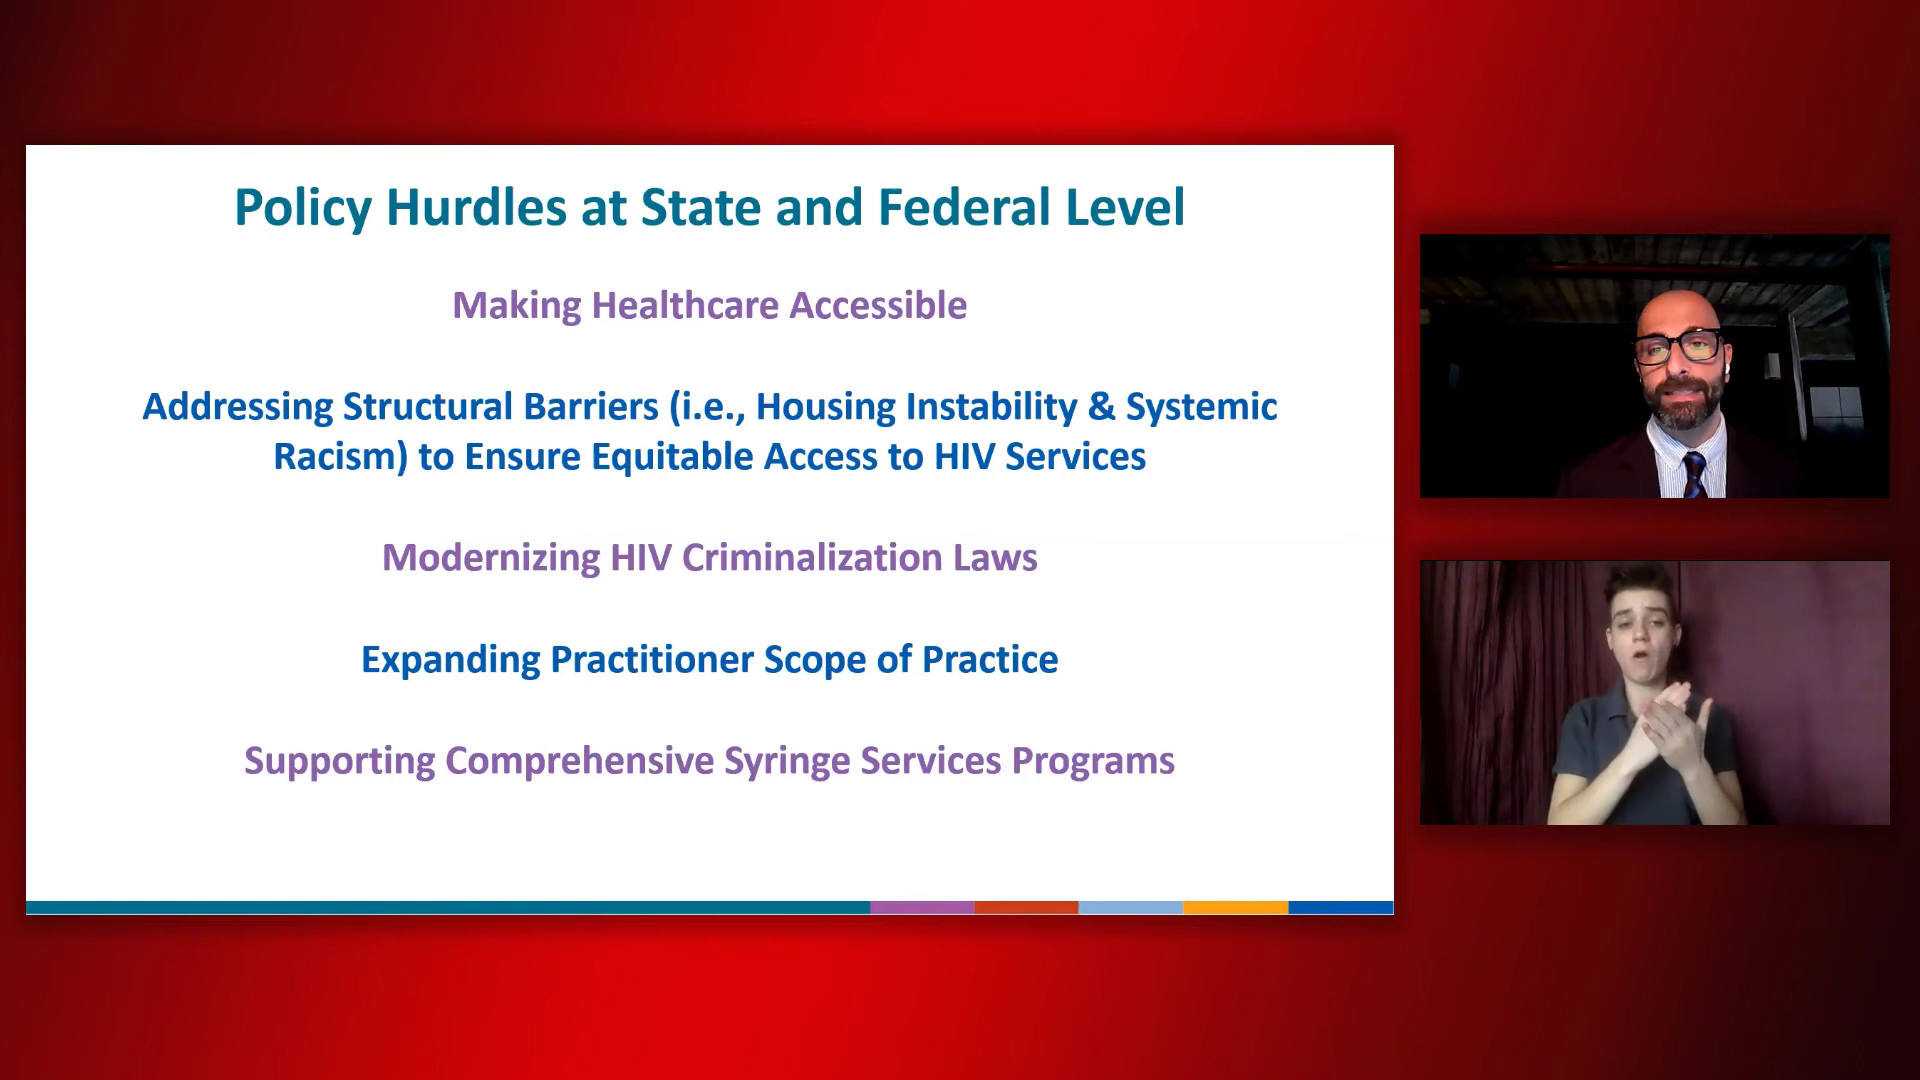 Policy Hurdles at State and Federal Level
Making Healthcare Accessible
Addressing Structural Barriers (i.e., Housing Instability & Systemic
Racism) to Ensure Equitable Access to HIV Services
Modernizing HIV Criminalization Laws
Expanding Practitioner Scope of Practice
Supporting Comprehensive Syringe Services Programs